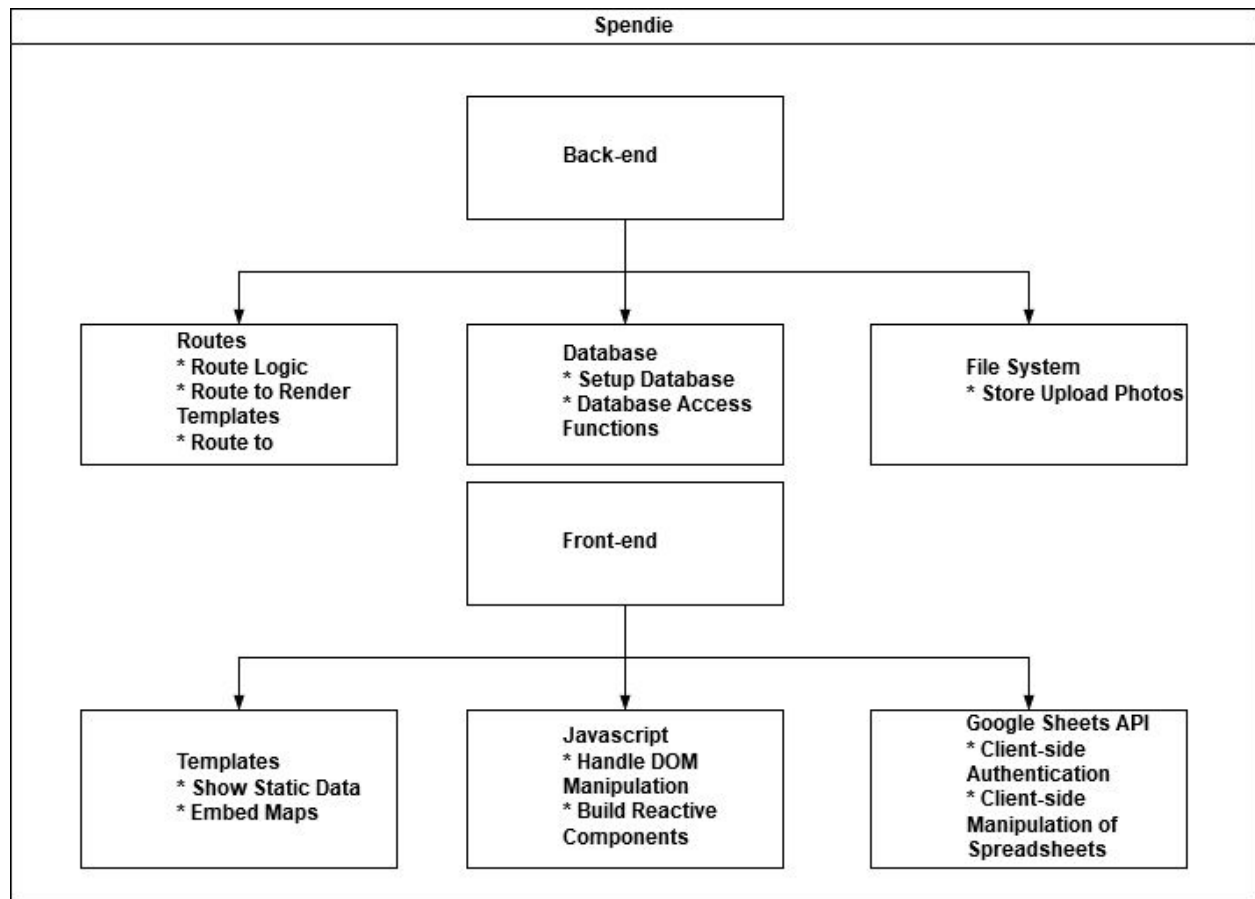 Spendie
Back-end
Routes
* Route Logic
* Route to Render
Templates
* Route to
Database
* Setup Database
* Database Access
Functions
File System
* Store Upload Photos
Front-end
Templates
* Show Static Data
* Embed Maps
Javascript
* Handle DOM
Manipulation
* Build Reactive
Components
Google Sheets API
* Client-side
Authentication
* Client-side
Manipulation of
Spreadsheets